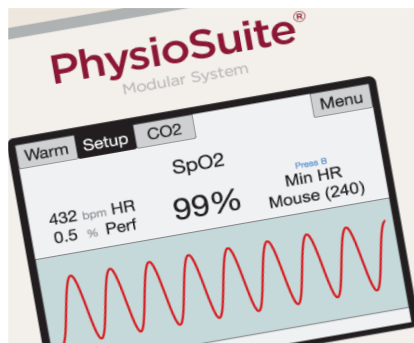 PhysioSuite®
Modular System
Warm Setup CO2 Menu
SpO2
432 bpm HR
0.5 % Perf
99%
Press B
Min HR
Mouse (240)